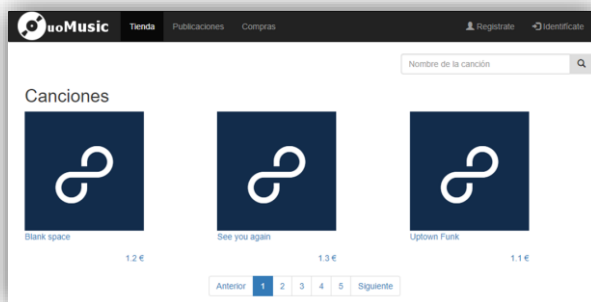 uoMusic Tienda Publicaciones Compras Registrate Identifícate
Nombre de la canción
Canciones
Blank space See you again Uptown Funk
1.2 € 1.3 € 1.1 €
Anterior 1 2 3 4 5 Siguiente